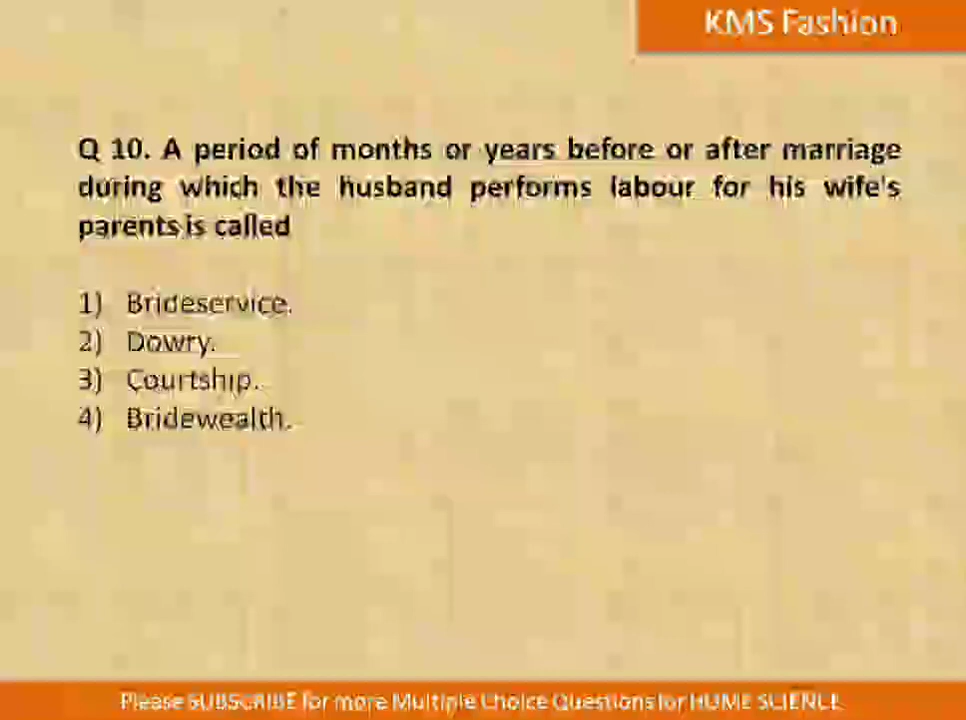 KMS Fashion
Q 10. A period of months or years before or after marriage
during which the husband performs labour for his wife's
parents is called
1) Brideservice.
2) Dowry.
3) Courtship.
4) Bridewealth.
Please SUBSCRIBE for more Multiple Choice Questions for HOME SCIENCE